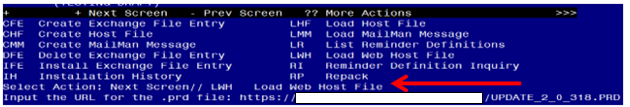 (TESTING DRAFT)
+ + Next Screen - Prev Screen ?? More Actions >>>
CFE Create Exchange File Entry LHF Load Host File
CHF Create Host File LMM Load MailMan Message
CMM Create MailMan Message LR List Reminder Definitions
DFE Delete Exchange File Entry LWH Load Web Host File
IFE Install Exchange File Entry RI Reminder Definition Inquiry
IH Installation History RP Repack
Select Action: Next Screen// LWH Load Web Host File
Input the URL for the .prd file: https:// /UPDATE_2_0_318.PRD